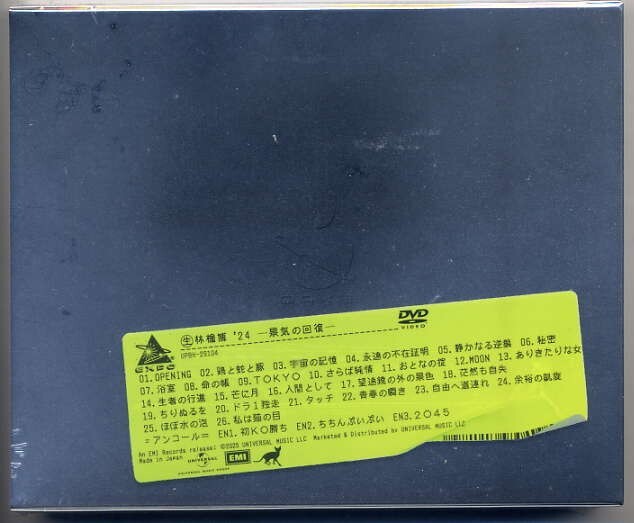 生林檎博'24 ―景気の回復―
DVD
VIDEO
EXPO
UPBH-29104
01.OPENING 02.鶏と蛇と豚 03.宇宙の記憶 04.永遠の不在証明 05.静かなる逆襲 06.秘密
07.浴室 08.命の帳 09.TOKYO 10.さらば純情 11.おとなの掟 12.MOON 13.ありきたりな女
14.生者の行進 15.芒に月 16.人間として 17.望遠鏡の外の景色 18.茫然も自失
19.ちりぬるを 20.ドラ1独走 21.タッチ 22.青春の瞬き 23.自由へ道連れ 24.余裕の凱旋
25.ほぼ水の泡 26.私は猫の目
=アンコール= EN1.初KO勝ち EN2.ちちんぷいぷい EN3.2045
An EMI Records release; ©2025 UNIVERSAL MUSIC LLC Marketed & Distributed by UNIVERSAL MUSIC LLC
Made in Japan
UNIVERSAL
EMI